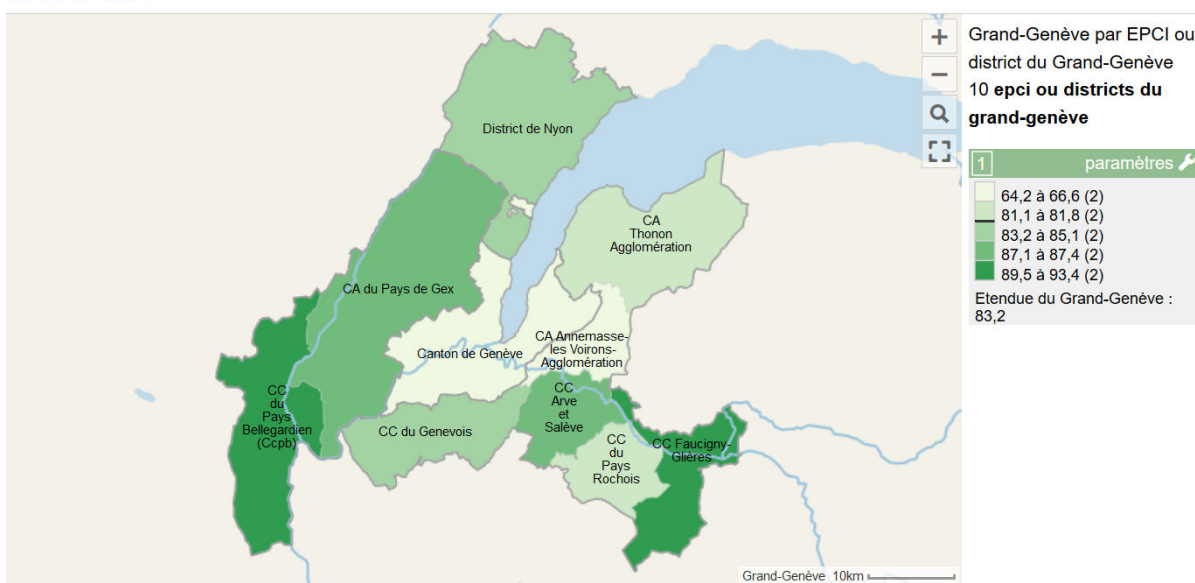 District de Nyon
CA
Thonon
Agglomération
CA du Pays de Gex
CA Annemasse-
les Voirons-
Agglomération
Canton de Genève
CC
du
Pays
Bellegardien
(Ccpb)
CC
Arve
et
Salève
CC du Genevois
CC
du
Pays
Rochois
CC Faucigny-
Glières
Grand-Genève 10km
+
−
Grand-Genève par EPCI ou
district du Grand-Genève
10 epci ou districts du
grand-genève
1 paramètres
64,2 à 66,6 (2)
81,1 à 81,8 (2)
83,2 à 85,1 (2)
87,1 à 87,4 (2)
89,5 à 93,4 (2)
Etendue du Grand-Genève :
83,2